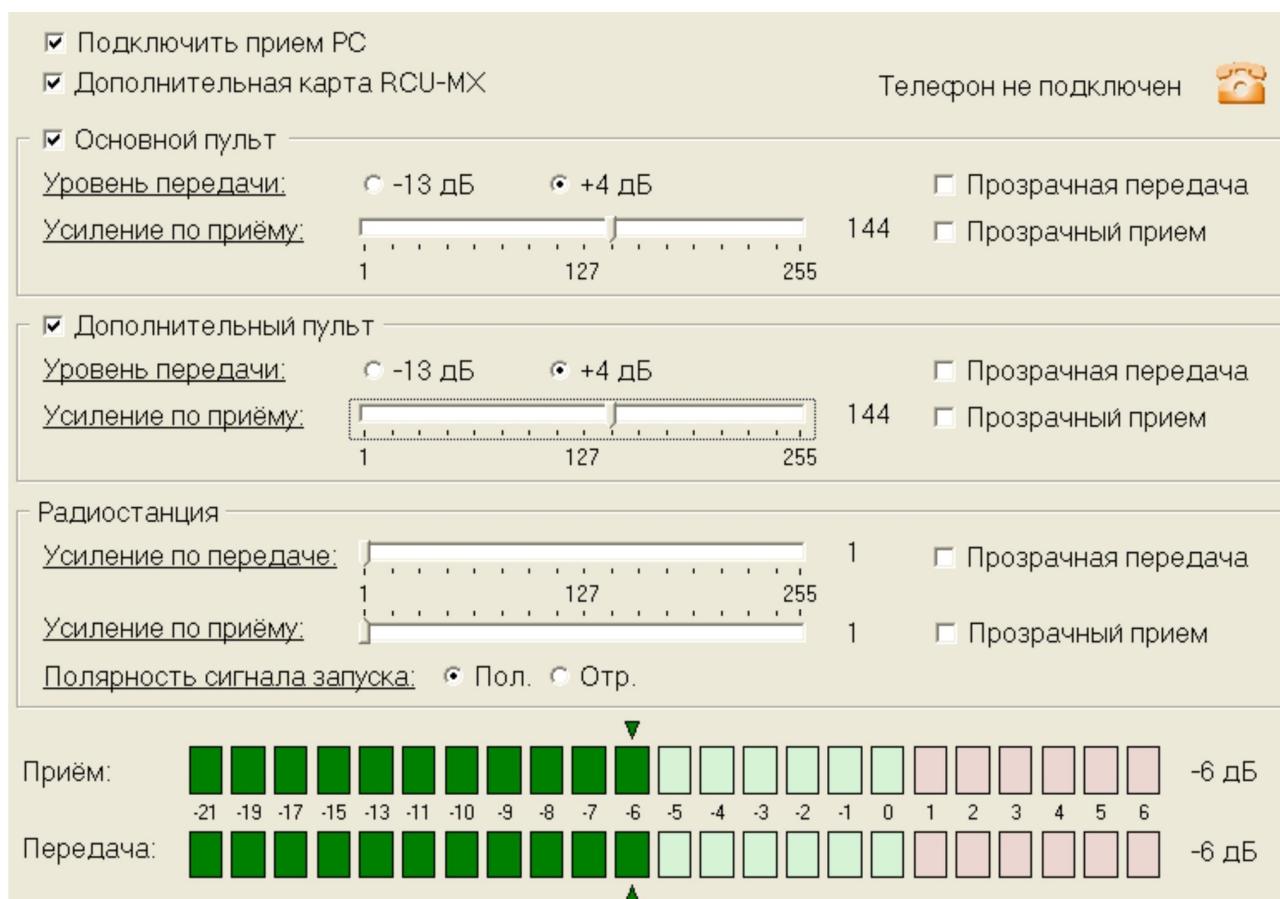 Подключить прием РС
Дополнительная карта RCU-MX
Телефон не подключен
Основной пульт
Уровень передачи: -13 дБ +4 дБ Прозрачная передача
Усиление по приёму: 144 Прозрачный прием
1 127 255
Дополнительный пульт
Уровень передачи: -13 дБ +4 дБ Прозрачная передача
Усиление по приёму: 144 Прозрачный прием
1 127 255
Радиостанция
Усиление по передаче: 1 Прозрачная передача
1 127 255
Усиление по приёму: 1 Прозрачный прием
Полярность сигнала запуска: Пол. Отр.
Приём: -6 дБ
-21 -19 -17 -15 -13 -11 -10 -9 -8 -7 -6 -5 -4 -3 -2 -1 0 1 2 3 4 5 6
Передача: -6 дБ